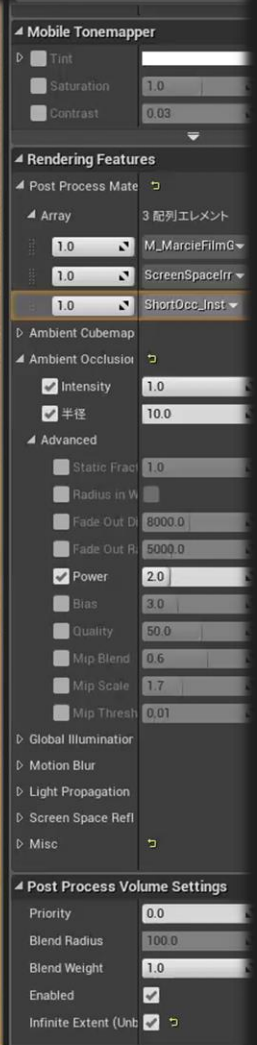 Mobile Tonemapper
Tint
Saturation 1.0
Contrast 0.03
Rendering Features
Post Process Mate
Array 3 配列エレメント
1.0 M_MarcieFilmG
1.0 ScreenSpaceIrr
1.0 ShortOcc_Inst
Ambient Cubemap
Ambient Occlusior
Intensity 1.0
半径 10.0
Advanced
Static Fract 1.0
Radius in W
Fade Out Di 8000.0
Fade Out R 5000.0
Power 2.0
Bias 3.0
Quality 50.0
Mip Blend 0.6
Mip Scale 1.7
Mip Thresh 0.01
Global Illuminatior
Motion Blur
Light Propagation
Screen Space Refl
Misc
Post Process Volume Settings
Priority 0.0
Blend Radius 100.0
Blend Weight 1.0
Enabled
Infinite Extent (Unb